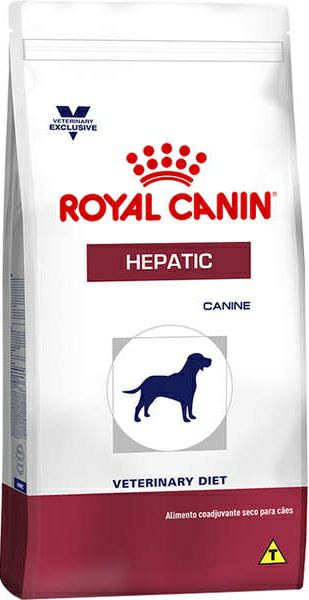 VETERINARY
EXCLUSIVE
ROYAL CANIN
HEPATIC
CANINE
VETERINARY DIET
Alimento coadjuvante seco para cães
T